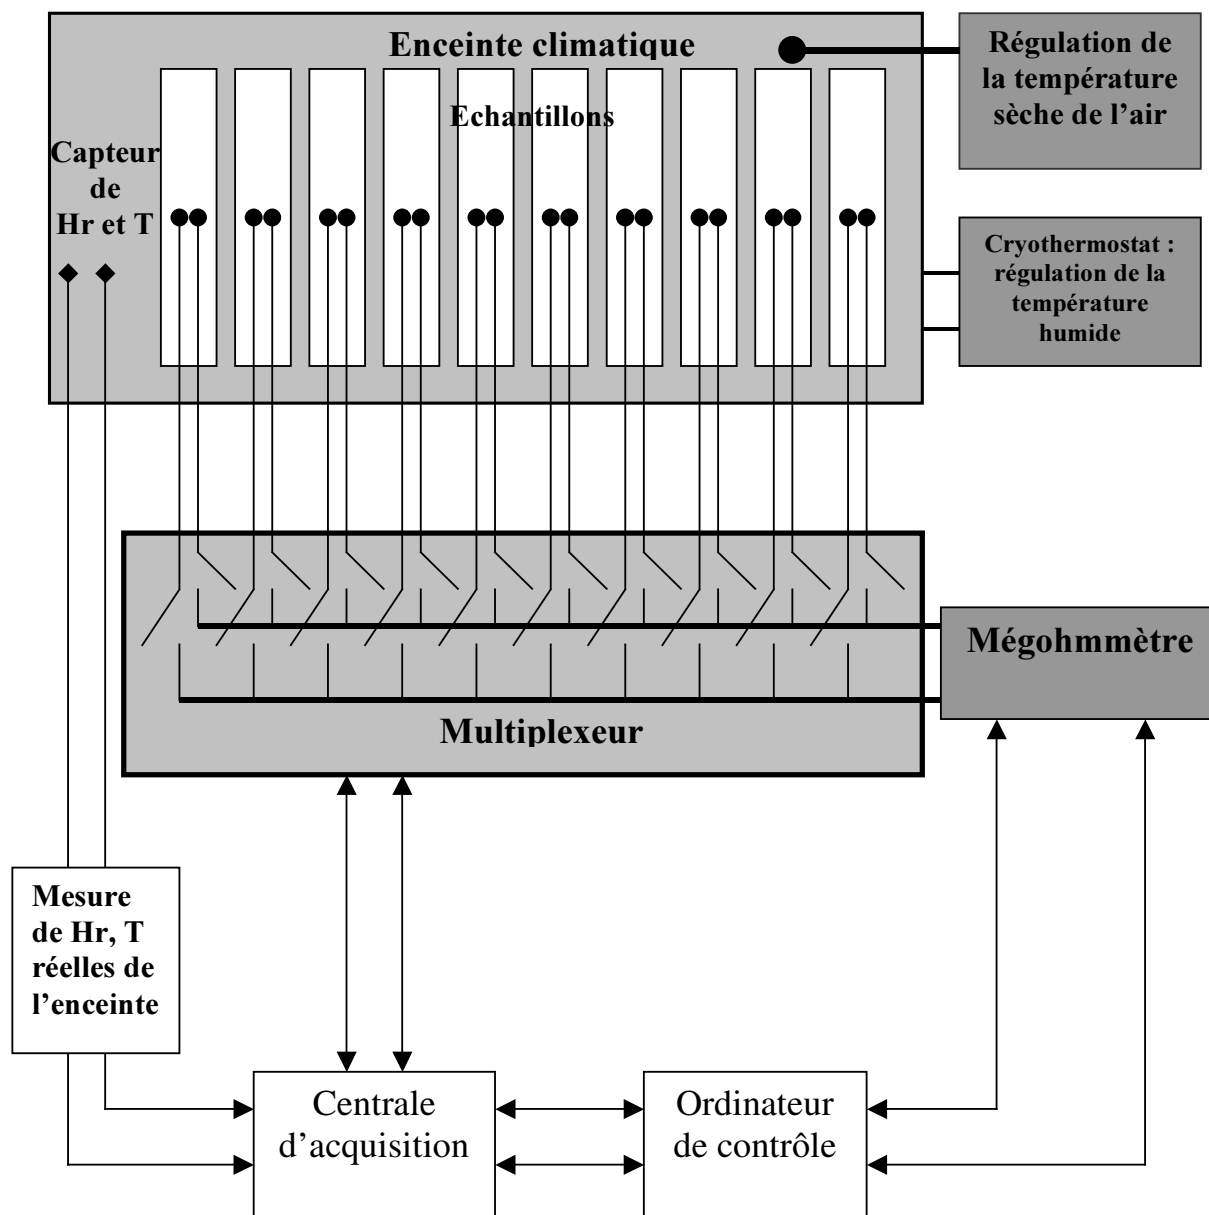 Enceinte climatique
Echantillons
Capteur
de
Hr et T
Régulation de
la température
sèche de l’air
Cryothermostat :
régulation de la
température
humide
Mégohmmètre
Multiplexeur
Mesure
de Hr, T
réelles de
l’enceinte
Centrale
d’acquisition
Ordinateur
de contrôle